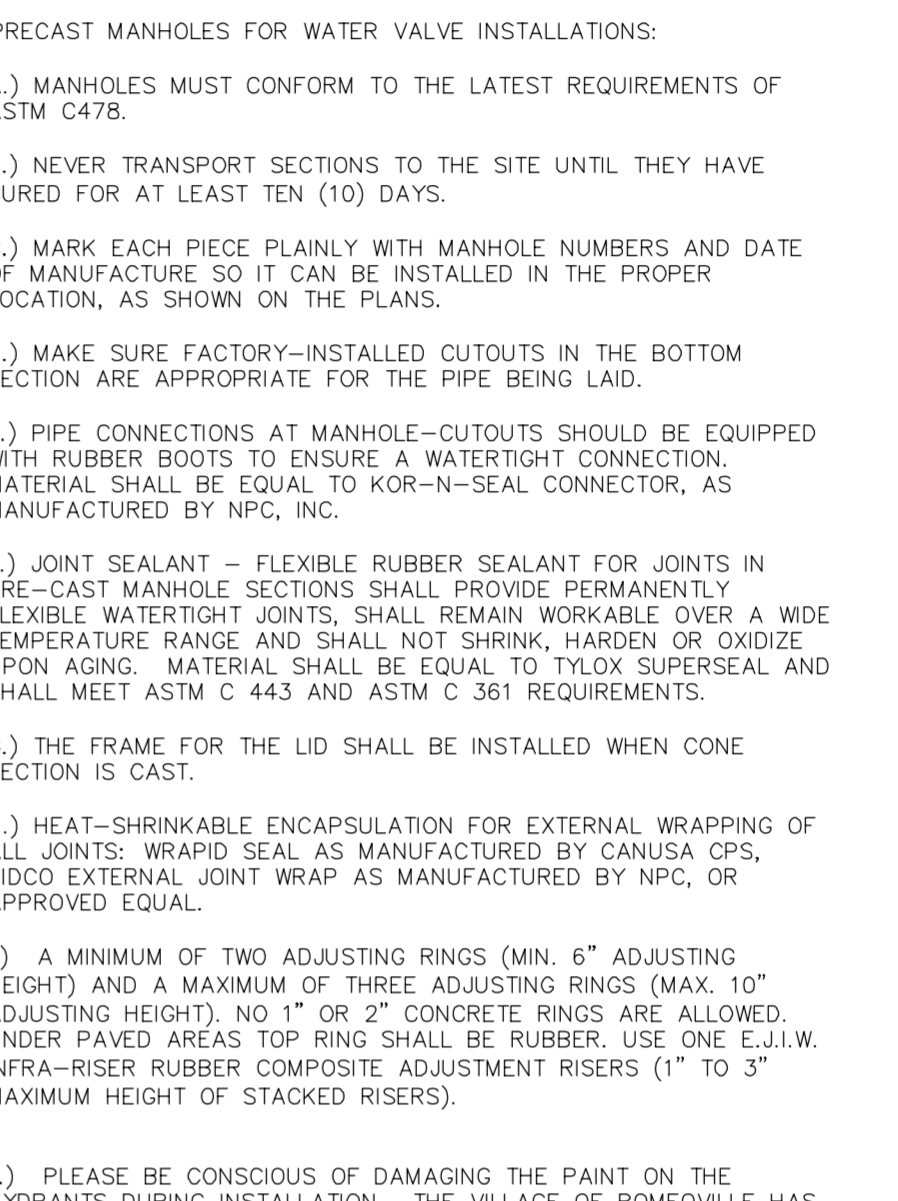 PRECAST MANHOLES FOR WATER VALVE INSTALLATIONS:
.) MANHOLES MUST CONFORM TO THE LATEST REQUIREMENTS OF
STM C478.
.) NEVER TRANSPORT SECTIONS TO THE SITE UNTIL THEY HAVE
URED FOR AT LEAST TEN (10) DAYS.
.) MARK EACH PIECE PLAINLY WITH MANHOLE NUMBERS AND DATE
OF MANUFACTURE SO IT CAN BE INSTALLED IN THE PROPER
OCATION, AS SHOWN ON THE PLANS.
.) MAKE SURE FACTORY–INSTALLED CUTOUTS IN THE BOTTOM
ECTION ARE APPROPRIATE FOR THE PIPE BEING LAID.
.) PIPE CONNECTIONS AT MANHOLE–CUTOUTS SHOULD BE EQUIPPED
WITH RUBBER BOOTS TO ENSURE A WATERTIGHT CONNECTION.
MATERIAL SHALL BE EQUAL TO KOR–N–SEAL CONNECTOR, AS
MANUFACTURED BY NPC, INC.
.) JOINT SEALANT – FLEXIBLE RUBBER SEALANT FOR JOINTS IN
RE–CAST MANHOLE SECTIONS SHALL PROVIDE PERMANENTLY
LEXIBLE WATERTIGHT JOINTS, SHALL REMAIN WORKABLE OVER A WIDE
EMPERATURE RANGE AND SHALL NOT SHRINK, HARDEN OR OXIDIZE
PON AGING. MATERIAL SHALL BE EQUAL TO TYLOX SUPERSEAL AND
HALL MEET ASTM C 443 AND ASTM C 361 REQUIREMENTS.
.) THE FRAME FOR THE LID SHALL BE INSTALLED WHEN CONE
ECTION IS CAST.
.) HEAT–SHRINKABLE ENCAPSULATION FOR EXTERNAL WRAPPING OF
LL JOINTS: WRAPID SEAL AS MANUFACTURED BY CANUSA CPS,
IDCO EXTERNAL JOINT WRAP AS MANUFACTURED BY NPC, OR
PPROVED EQUAL.
) A MINIMUM OF TWO ADJUSTING RINGS (MIN. 6” ADJUSTING
EIGHT) AND A MAXIMUM OF THREE ADJUSTING RINGS (MAX. 10”
DJUSTING HEIGHT). NO 1” OR 2” CONCRETE RINGS ARE ALLOWED.
NDER PAVED AREAS TOP RING SHALL BE RUBBER. USE ONE E.J.I.W.
NFRA–RISER RUBBER COMPOSITE ADJUSTMENT RISERS (1” TO 3”
MAXIMUM HEIGHT OF STACKED RISERS).
.) PLEASE BE CONSCIOUS OF DAMAGING THE PAINT ON THE
YDRANTS DURING INSTALLATION. THE VILLAGE OF ROMEOVILLE HAS